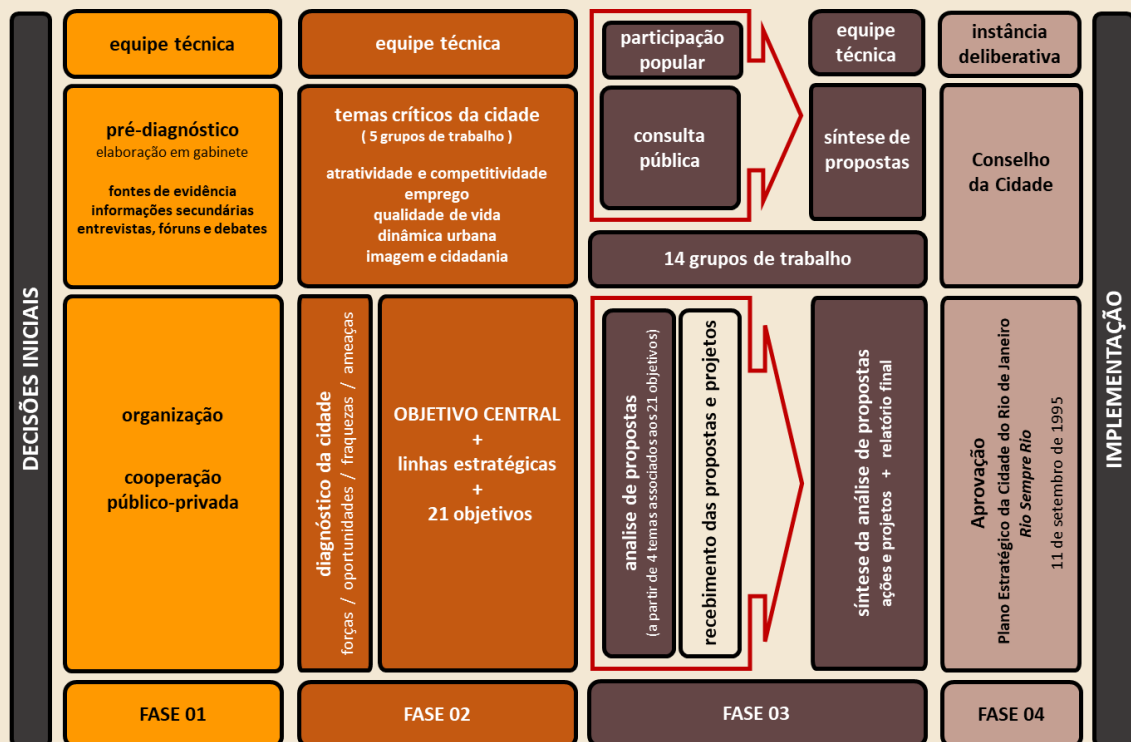 DECISÕES INICIAIS
equipe técnica
pré-diagnóstico
elaboração em gabinete
fontes de evidência
informações secundárias
entrevistas, fóruns e debates
organização
cooperação
público-privada
FASE 01
equipe técnica
temas críticos da cidade
( 5 grupos de trabalho )
atratividade e competitividade
emprego
qualidade de vida
dinâmica urbana
imagem e cidadania
diagnóstico da cidade
forças / oportunidades / fraquezas / ameaças
OBJETIVO CENTRAL
+
linhas estratégicas
+
21 objetivos
FASE 02
participação
popular
consulta
pública
equipe
técnica
síntese de
propostas
14 grupos de trabalho
analise de propostas
(a partir de 4 temas associados aos 21 objetivos)
recebimento das propostas e projetos
síntese da análise de propostas
ações e projetos + relatório final
FASE 03
instância
deliberativa
Conselho
da Cidade
Aprovação
Plano Estratégico da Cidade do Rio de Janeiro
Rio Sempre Rio
11 de setembro de 1995
FASE 04
IMPLEMENTAÇÃO